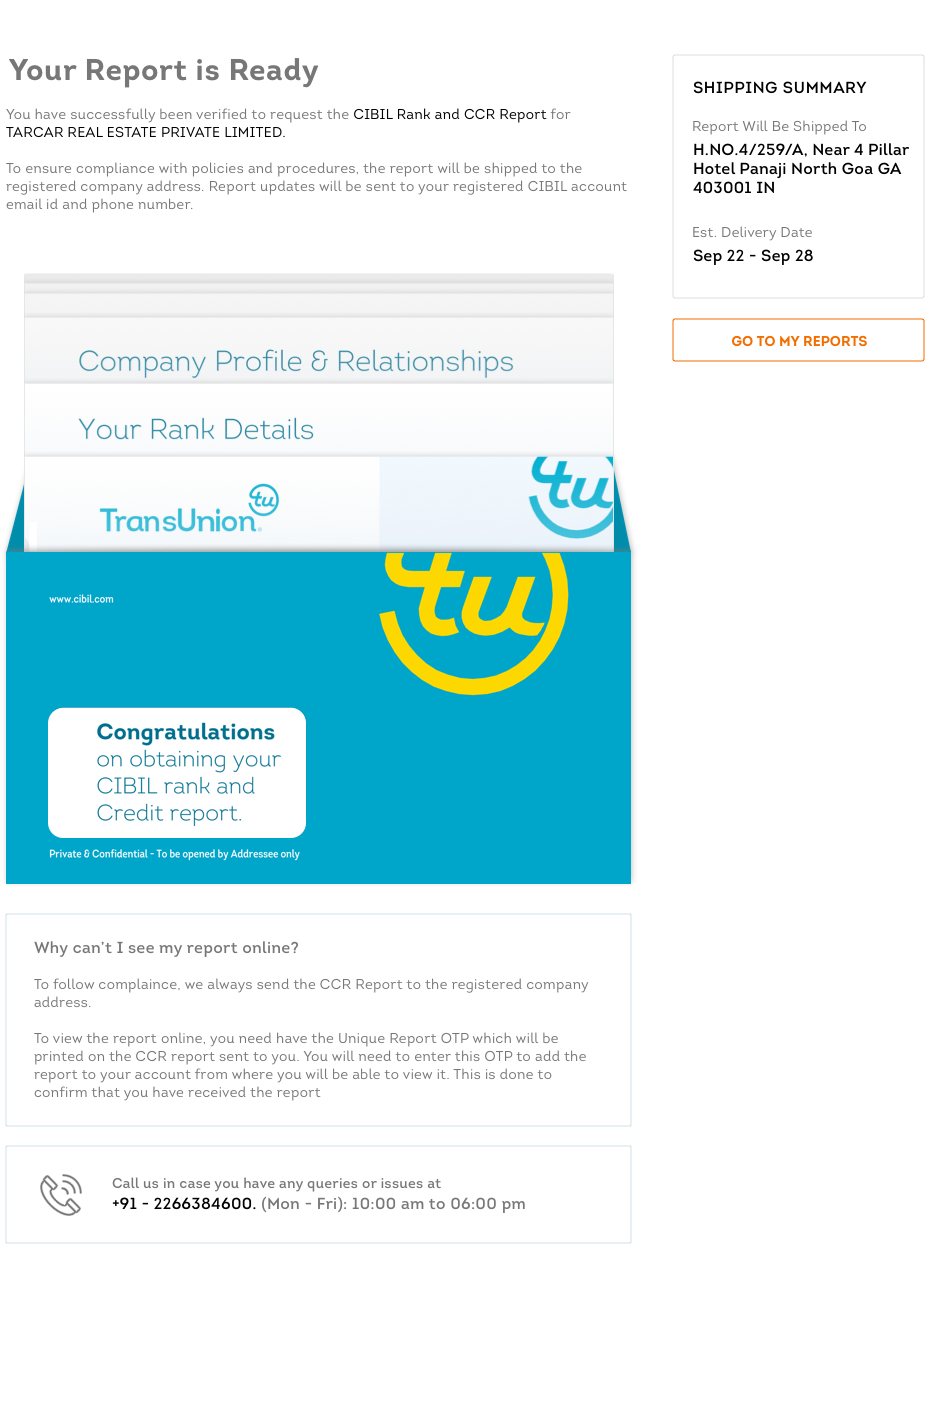 Your Report is Ready
You have successfully been verified to request the CIBIL Rank and CCR Report for
TARCAR REAL ESTATE PRIVATE LIMITED.
To ensure compliance with policies and procedures, the report will be shipped to the
registered company address. Report updates will be sent to your registered CIBIL account
email id and phone number.
SHIPPING SUMMARY
Report Will Be Shipped To
H.NO.4/259/A, Near 4 Pillar
Hotel Panaji North Goa GA
403001 IN
Est. Delivery Date
Sep 22 - Sep 28
GO TO MY REPORTS
Company Profile & Relationships
Your Rank Details
TransUnion
tu
tu
tu
www.cibil.com
Congratulations
on obtaining your
CIBIL rank and
Credit report.
Private & Confidential - To be opened by Addressee only
Why can't I see my report online?
To follow complaince, we always send the CCR Report to the registered company
address.
To view the report online, you need have the Unique Report OTP which will be
printed on the CCR report sent to you. You will need to enter this OTP to add the
report to your account from where you will be able to view it. This is done to
confirm that you have received the report
Call us in case you have any queries or issues at
+91 - 2266384600. (Mon - Fri): 10:00 am to 06:00 pm